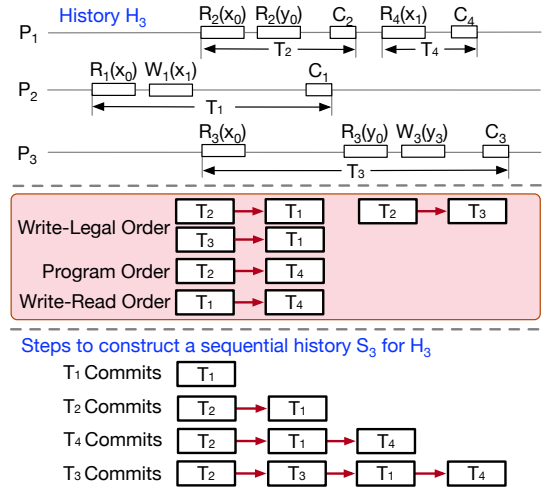 History H₃
P₁ R₂(x₀) R₂(y₀) C₂ R₄(x₁) C₄
T₂ T₄
P₂ R₁(x₀) W₁(x₁) C₁
T₁
P₃ R₃(x₀) R₃(y₀) W₃(y₃) C₃
T₃
Write-Legal Order T₂ T₁ T₂ T₃
T₃ T₁
Program Order T₂ T₄
Write-Read Order T₁ T₄
Steps to construct a sequential history S₃ for H₃
T₁ Commits T₁
T₂ Commits T₂ T₁
T₄ Commits T₂ T₁ T₄
T₃ Commits T₂ T₃ T₁ T₄